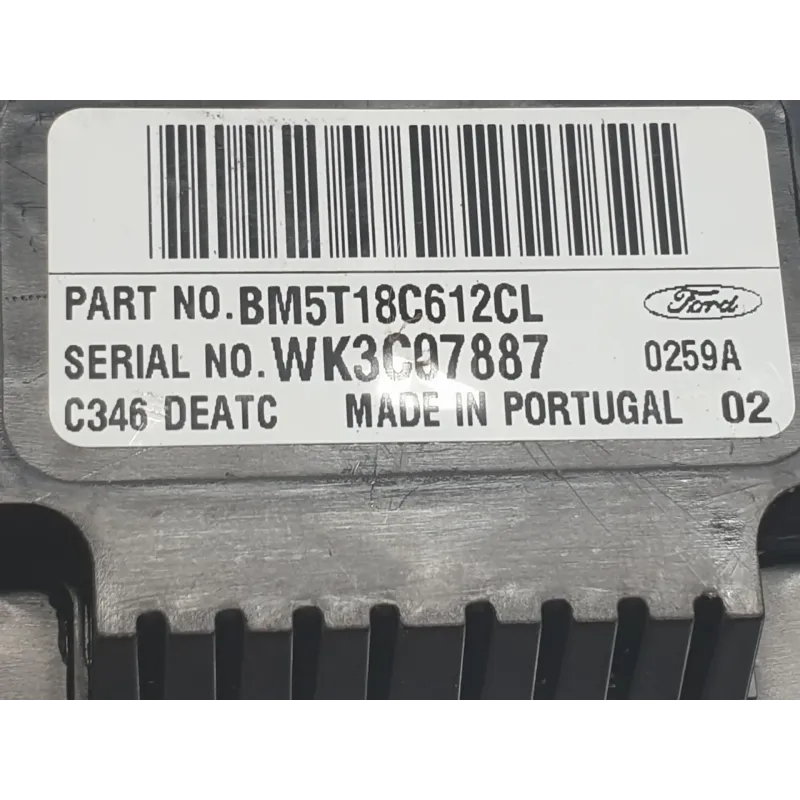 PART NO.BM5T18C612CL Ford
SERIAL NO.WK3C07887 0259A
C346 DEATC MADE IN PORTUGAL 02